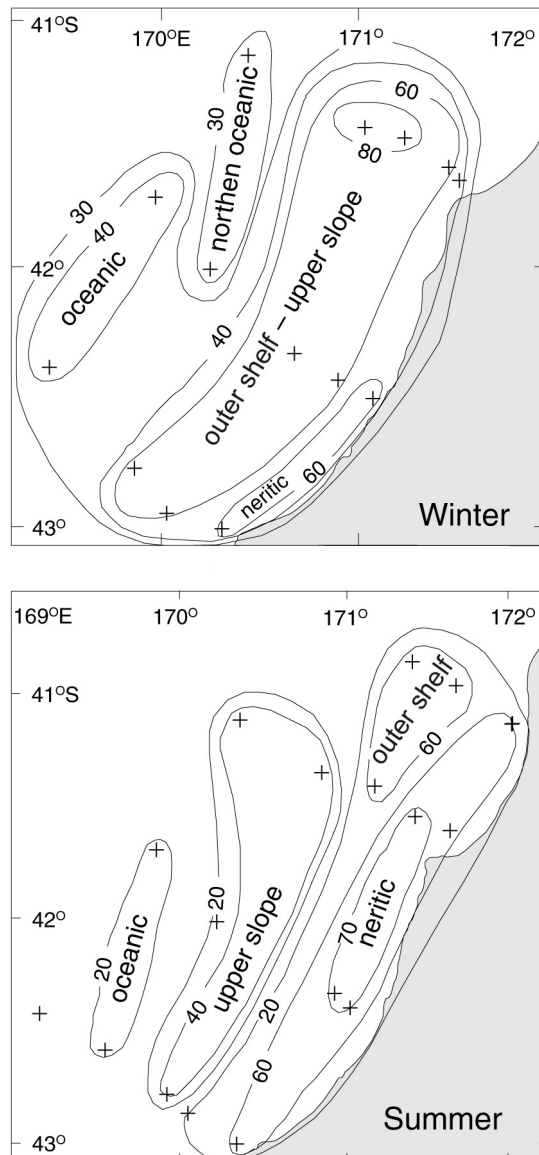 41°S
170°E
171°
172°
30
northen oceanic
60
80
30
40
oceanic
42°
40
outer shelf – upper slope
neritic
60
43°
Winter
169°E
170°
171°
172°
41°S
outer shelf
60
20
upper slope
40
20
oceanic
42°
70
neritic
20
60
43°
Summer